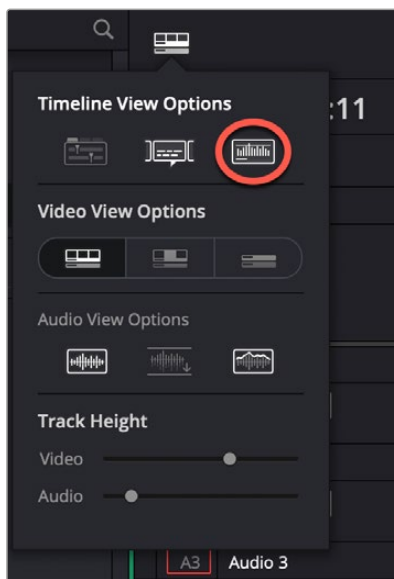 :11
Timeline View Options
Video View Options
Audio View Options
Track Height
Video
Audio
A3 Audio 3